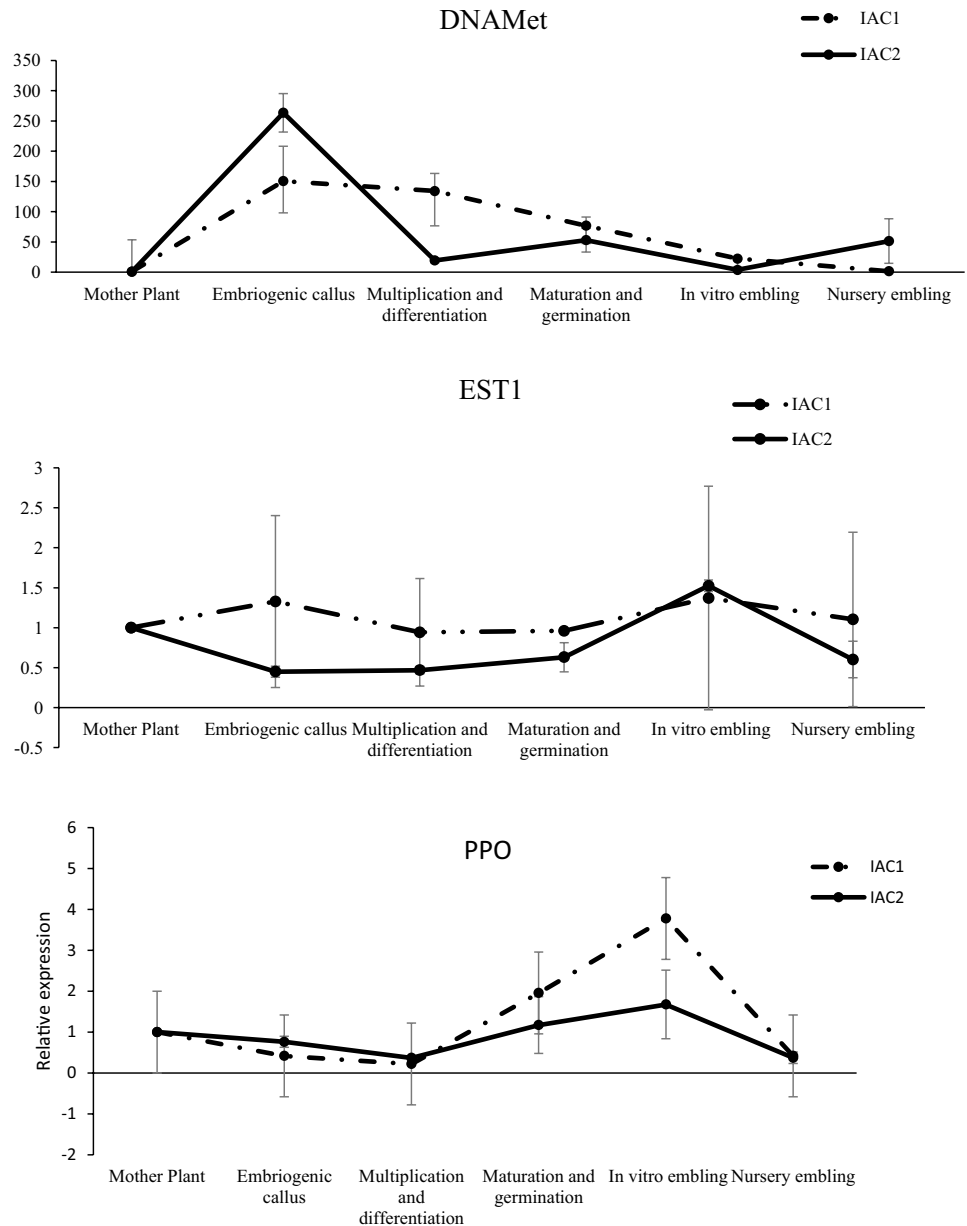 DNAMet
IAC1
IAC2
350
300
250
200
150
100
50
0
Mother Plant
Embriogenic callus
Multiplication and
differentiation
Maturation and
germination
In vitro embling
Nursery embling
EST1
IAC1
IAC2
3
2.5
2
1.5
1
0.5
0
-0.5
Mother Plant
Embriogenic callus
Multiplication and
differentiation
Maturation and
germination
In vitro embling
Nursery embling
PPO
IAC1
IAC2
Relative expression
6
5
4
3
2
1
0
-1
-2
Mother Plant
Embriogenic
callus
Multiplication
and
differentiation
Maturation and
germination
In vitro embling
Nursery embling